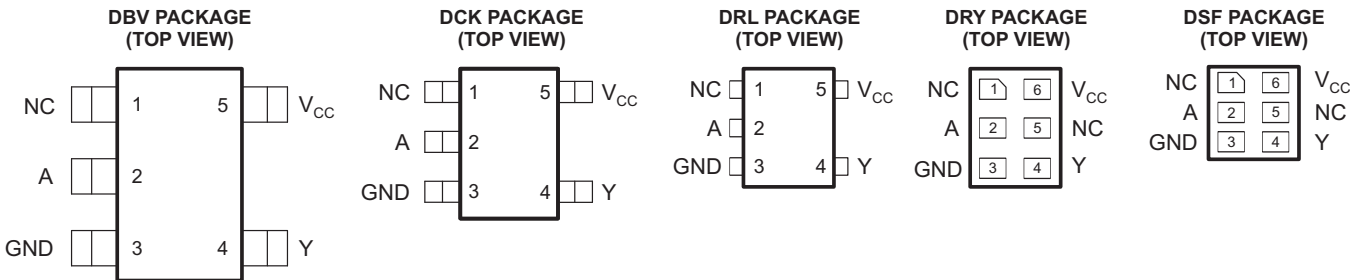 DBV PACKAGE
(TOP VIEW)
NC 1 5 VCC
A 2
GND 3 4 Y
DCK PACKAGE
(TOP VIEW)
NC 1 5 VCC
A 2
GND 3 4 Y
DRL PACKAGE
(TOP VIEW)
NC 1 5 VCC
A 2
GND 3 4 Y
DRY PACKAGE
(TOP VIEW)
NC 1 6 VCC
A 2 5 NC
GND 3 4 Y
DSF PACKAGE
(TOP VIEW)
NC 1 6 VCC
A 2 5 NC
GND 3 4 Y